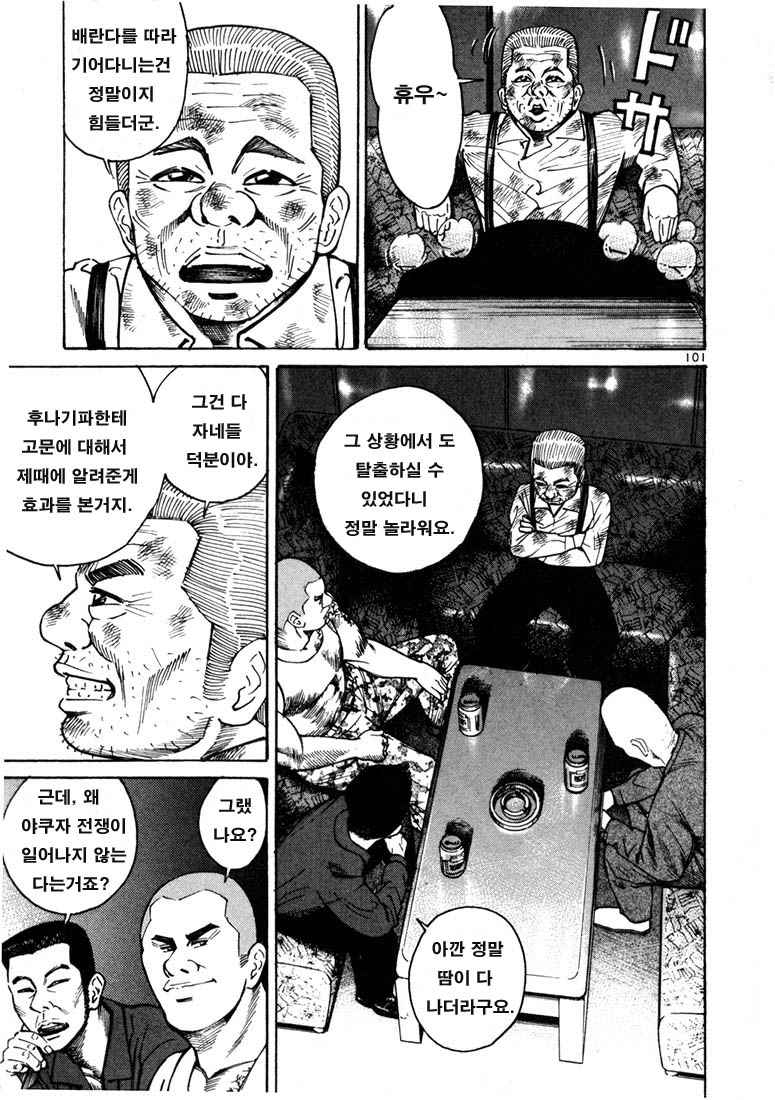 휴우~
ドサ
배란다를 따라
기어다니는건
정말이지
힘들더군.
101
그 상황에서 도
탈출하실 수
있었다니
정말 놀라워요.
아깐 정말
땀이 다
나더라구요.
그건 다
자네들
덕분이야.
후나기파한테
고문에 대해서
제때에 알려준게
효과를 본거지.
그랬
나요?
근데, 왜
야쿠자 전쟁이
일어나지 않는
다는거죠?